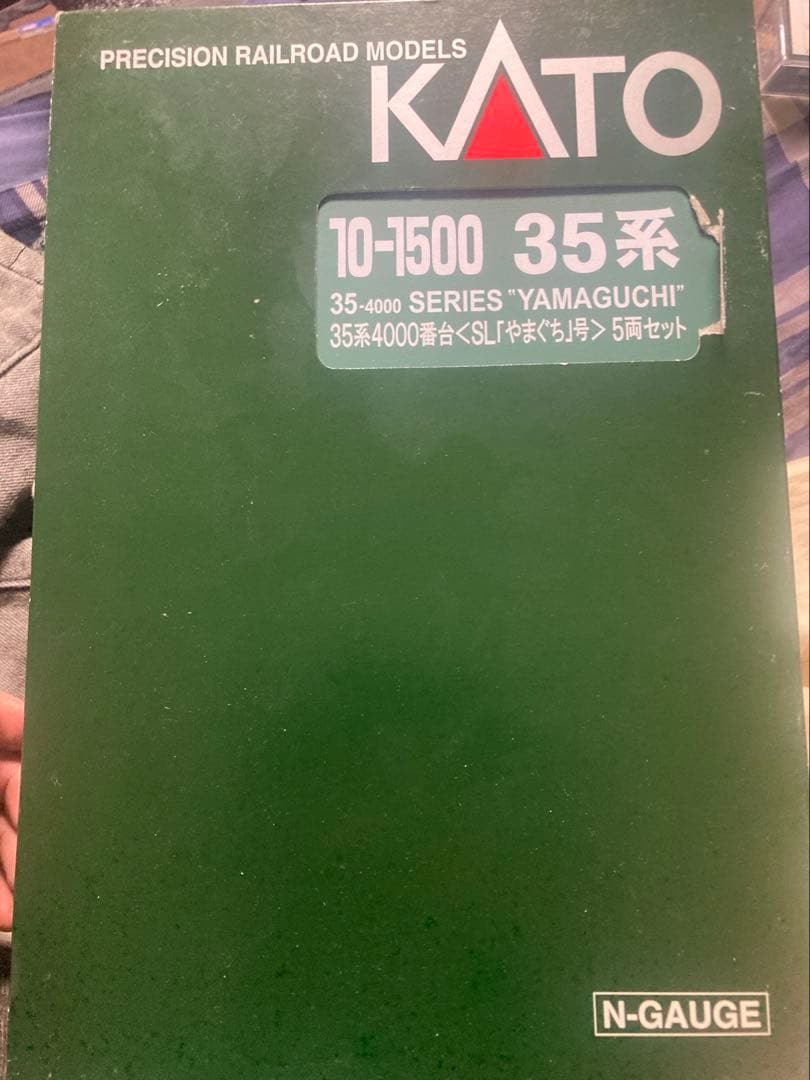 PRECISION RAILROAD MODELS
KATO
10-1500 35系
35-4000 SERIES "YAMAGUCHI"
35系4000番台<SL「やまぐち」号> 5両セット
N-GAUGE